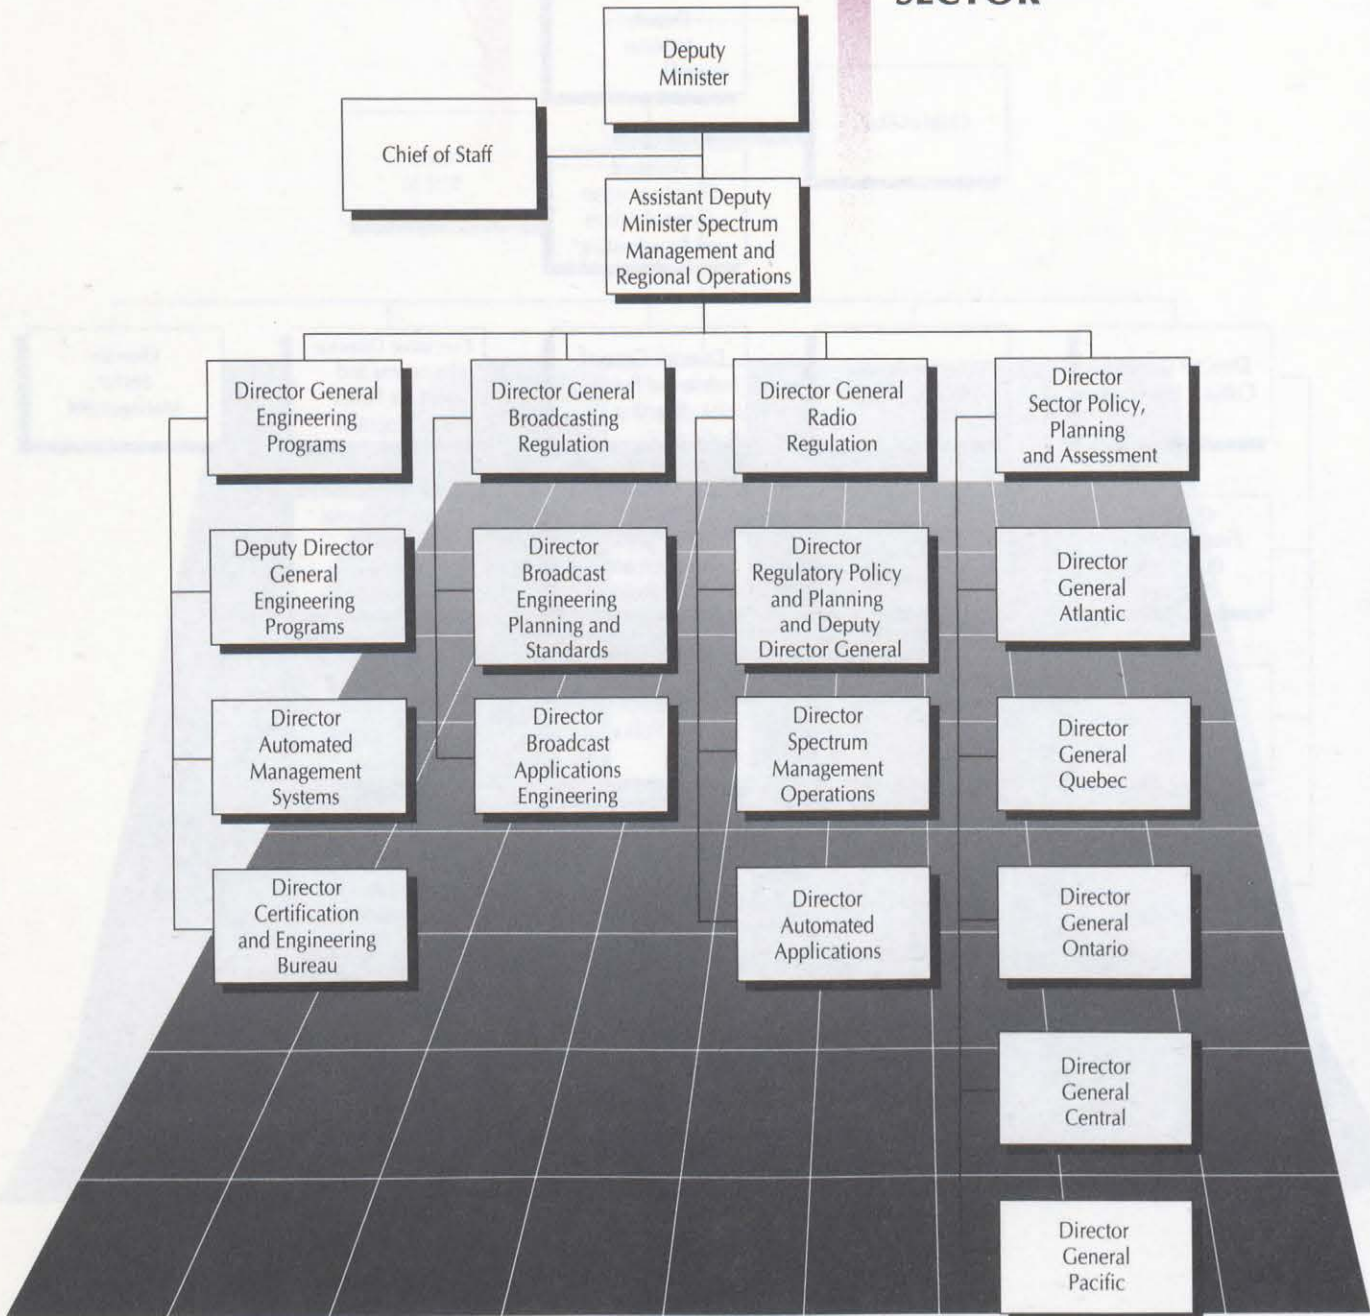 SECTOR
Deputy
Minister
Chief of Staff
Assistant Deputy
Minister Spectrum
Management and
Regional Operations
Director General
Engineering
Programs
Director General
Broadcasting
Regulation
Director General
Radio
Regulation
Director
Sector Policy,
Planning
and Assessment
Deputy Director
General
Engineering
Programs
Director
Broadcast
Engineering
Planning and
Standards
Director
Regulatory Policy
and Planning
and Deputy
Director General
Director
General
Atlantic
Director
Automated
Management
Systems
Director
Broadcast
Applications
Engineering
Director
Spectrum
Management
Operations
Director
General
Quebec
Director
Certification
and Engineering
Bureau
Director
Automated
Applications
Director
General
Ontario
Director
General
Central
Director
General
Pacific